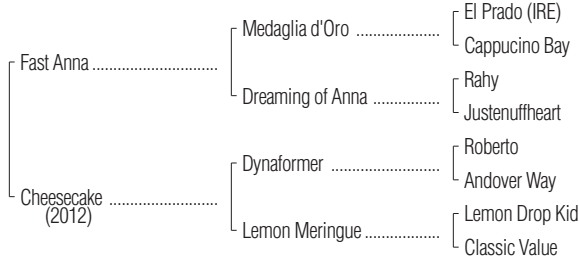 El Prado (IRE)
Medaglia d'Oro ..................
Cappucino Bay
Fast Anna ...........................
Rahy
Dreaming of Anna ..............
Justenuffheart
Roberto
Dynaformer .......................
Andover Way
Cheesecake .......................
(2012)
Lemon Drop Kid
Lemon Meringue ................
Classic Value